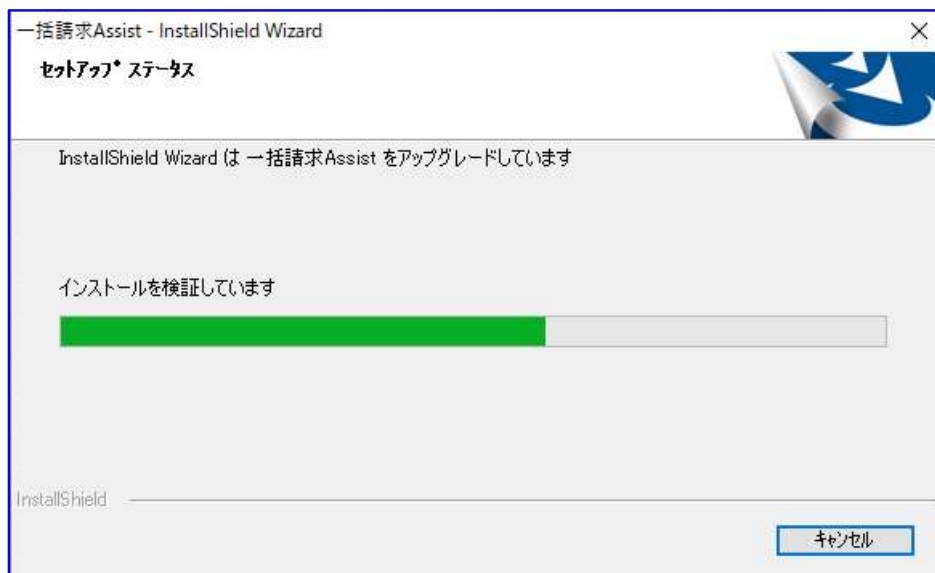 一括請求Assist - InstallShield Wizard
ｾｯﾄｱｯﾌﾟ ｽﾃｰﾀｽ
InstallShield Wizard は 一括請求Assist をアップグレードしています
インストールを検証しています
InstallShield
ｷｬﾝｾﾙ